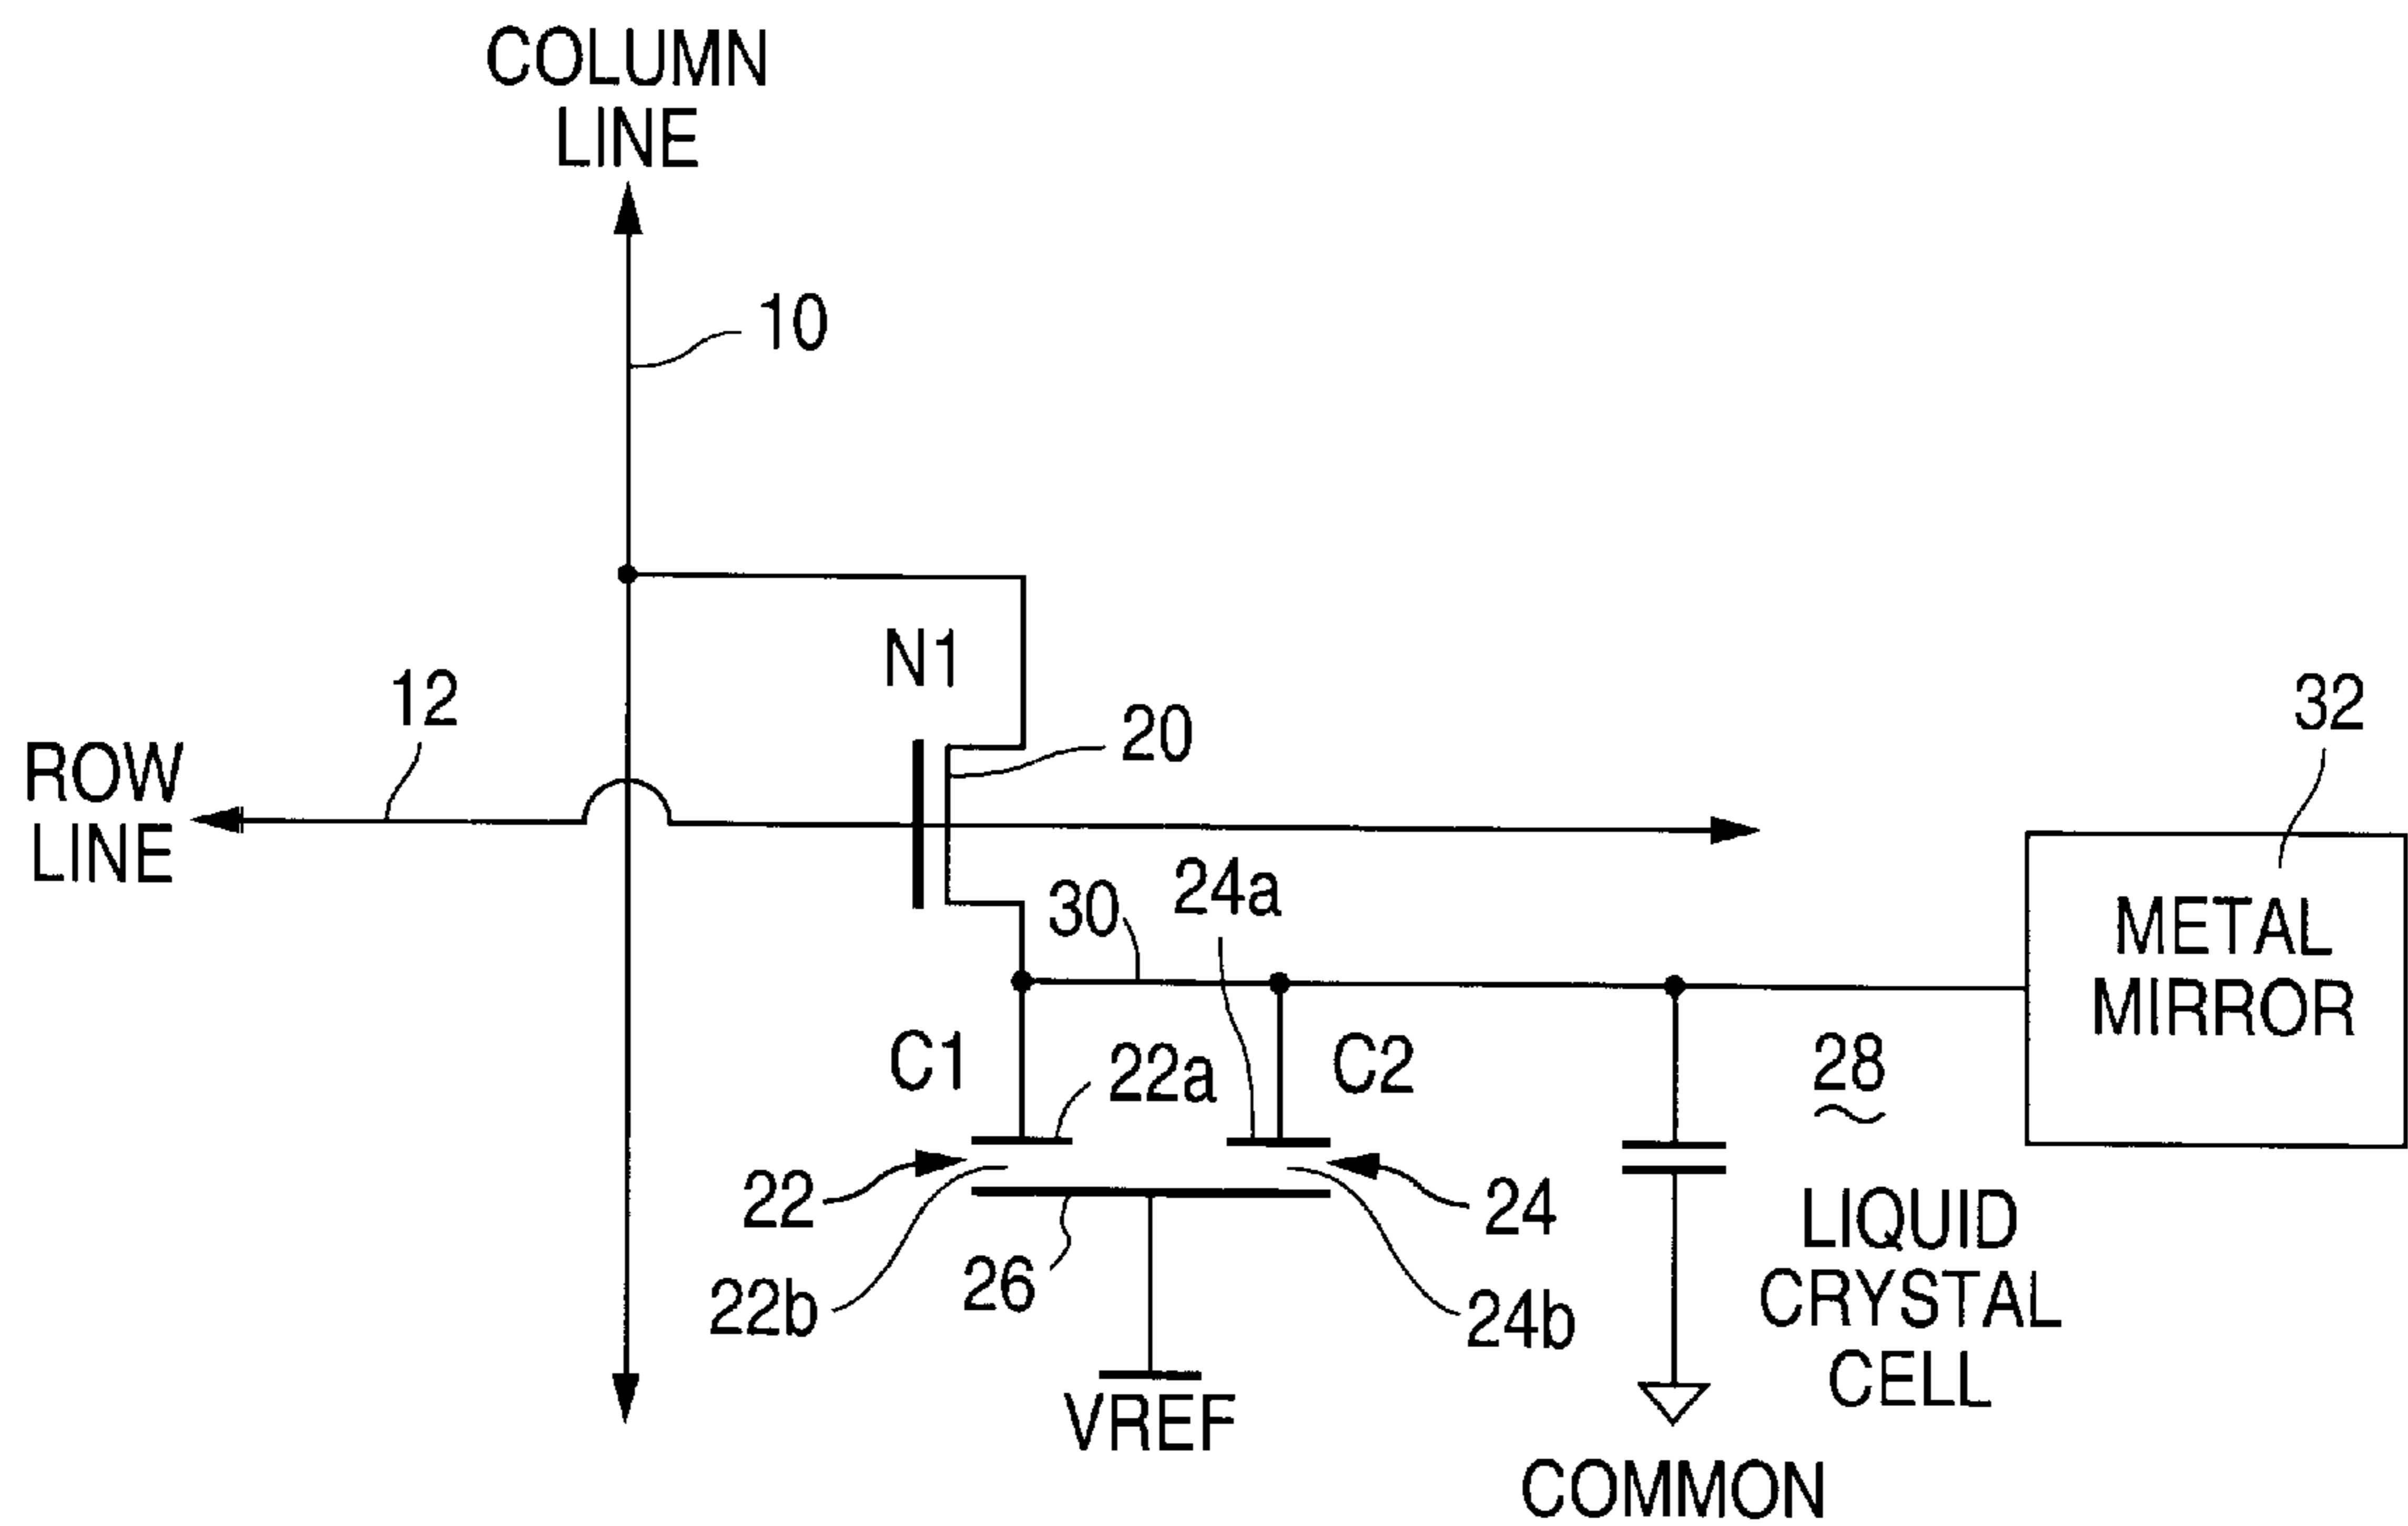 COLUMN
LINE
10
N1
12
20
32
ROW
LINE
30
24a
METAL
MIRROR
C1
22a
C2
28
22
24
LIQUID
CRYSTAL
CELL
22b
26
24b
VREF
COMMON